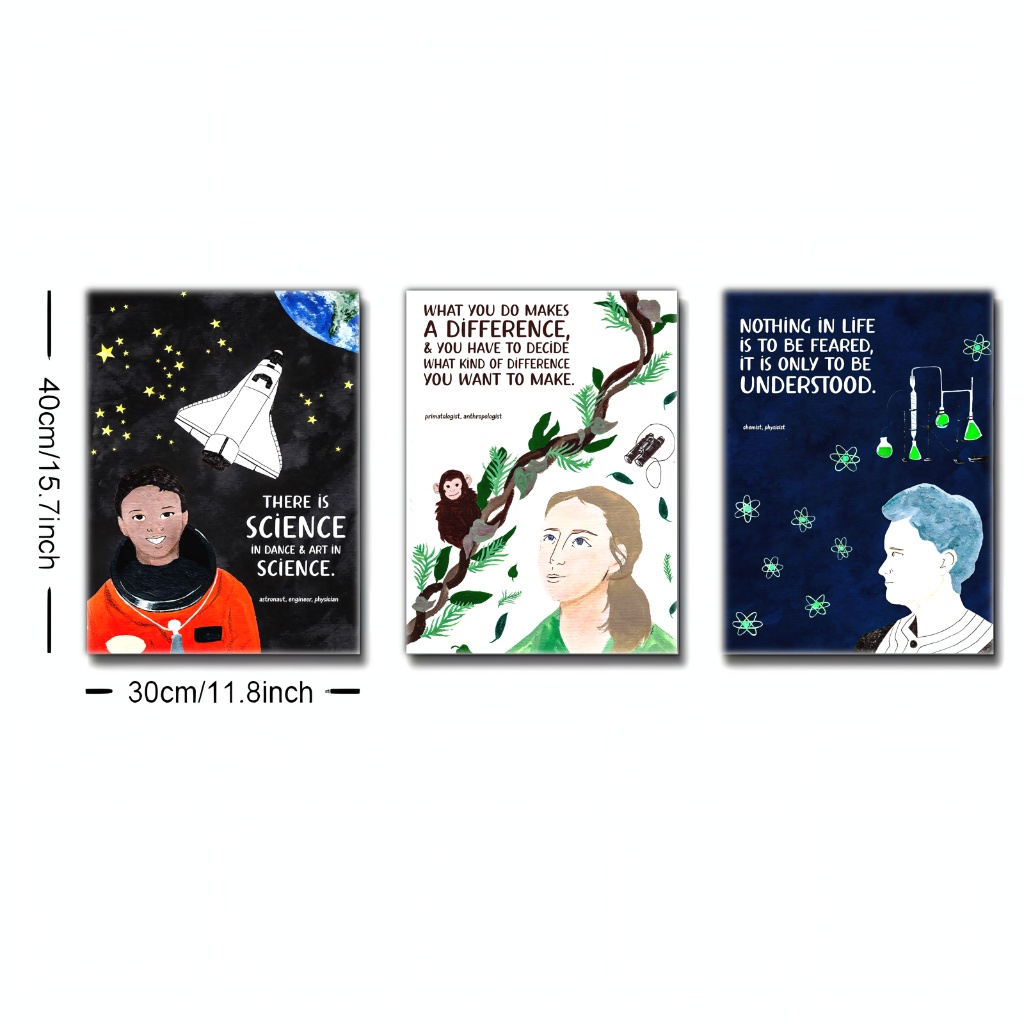 40cm/15.7inch
30cm/11.8inch
THERE IS
SCIENCE
IN DANCE & ART IN
SCIENCE.
astronaut, engineer, physician
WHAT YOU DO MAKES
A DIFFERENCE,
& YOU HAVE TO DECIDE
WHAT KIND OF DIFFERENCE
YOU WANT TO MAKE.
primatologist, anthropologist
NOTHING IN LIFE
IS TO BE FEARED,
IT IS ONLY TO BE
UNDERSTOOD.
chemist, physicist